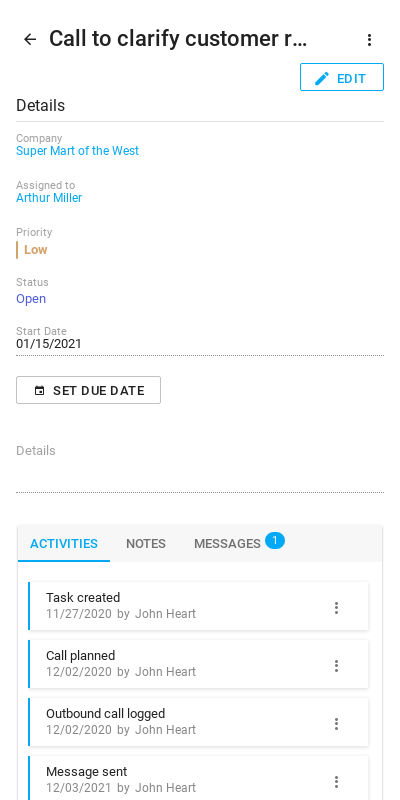 Call to clarify customer r...
EDIT
Details
Company
Super Mart of the West
Assigned to
Arthur Miller
Priority
Low
Status
Open
Start Date
01/15/2021
SET DUE DATE
Details
ACTIVITIES NOTES MESSAGES 1
Task created
11/27/2020 by John Heart
Call planned
12/02/2020 by John Heart
Outbound call logged
12/02/2020 by John Heart
Message sent
12/03/2021 by John Heart